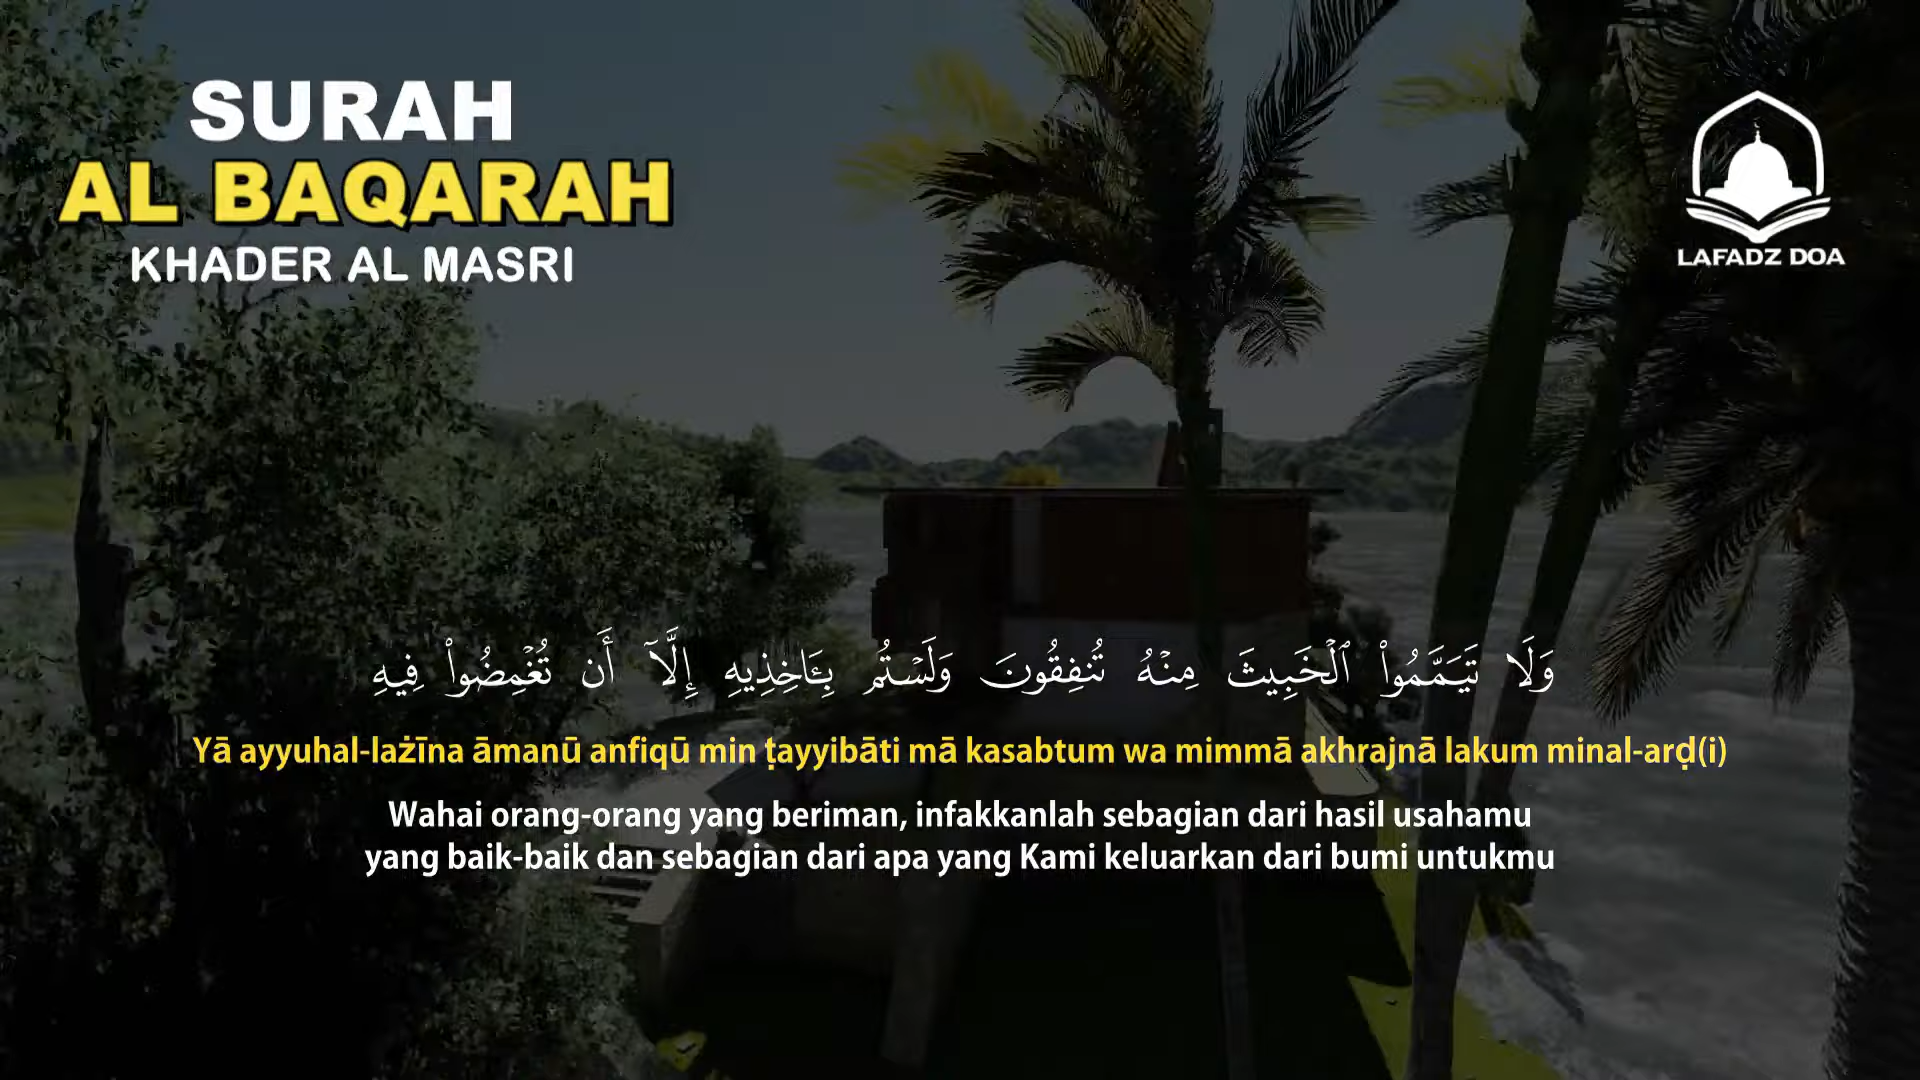 SURAH
AL BAQARAH
KHADER AL MASRI
LAFADZ DOA
وَلَا تَيَمَّمُوا۟ ٱلْخَبِيثَ مِنْهُ تُنفِقُونَ وَلَسْتُم بِـَٔاخِذِيهِ إِلَّآ أَن تُغْمِضُوا۟ فِيهِ
Yā ayyuhal-lażīna āmanū anfiqū min ṭayyibāti mā kasabtum wa mimmā akhrajnā lakum minal-arḍ(i)
Wahai orang-orang yang beriman, infakkanlah sebagian dari hasil usahamu
yang baik-baik dan sebagian dari apa yang Kami keluarkan dari bumi untukmu